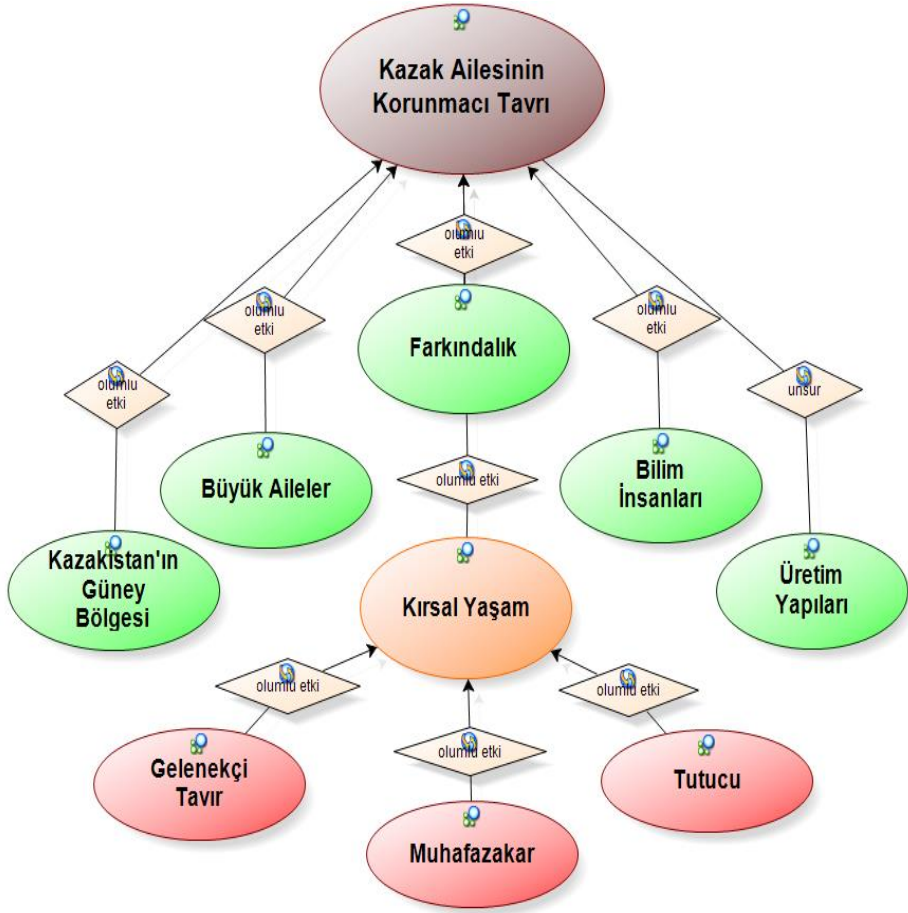 Kazak Ailesinin
Korunmacı Tavrı
olumlu
etki
olumlu
etki
olumlu
etki
olumlu
etki
unsur
Farkındalık
Büyük Aileler
Bilim
İnsanları
olumlu etki
Kazakistan'ın
Güney
Bölgesi
Üretim
Yapıları
Kırsal Yaşam
olumlu etki
olumlu etki
olumlu etki
Gelenekçi
Tavır
Muhafazakar
Tutucu